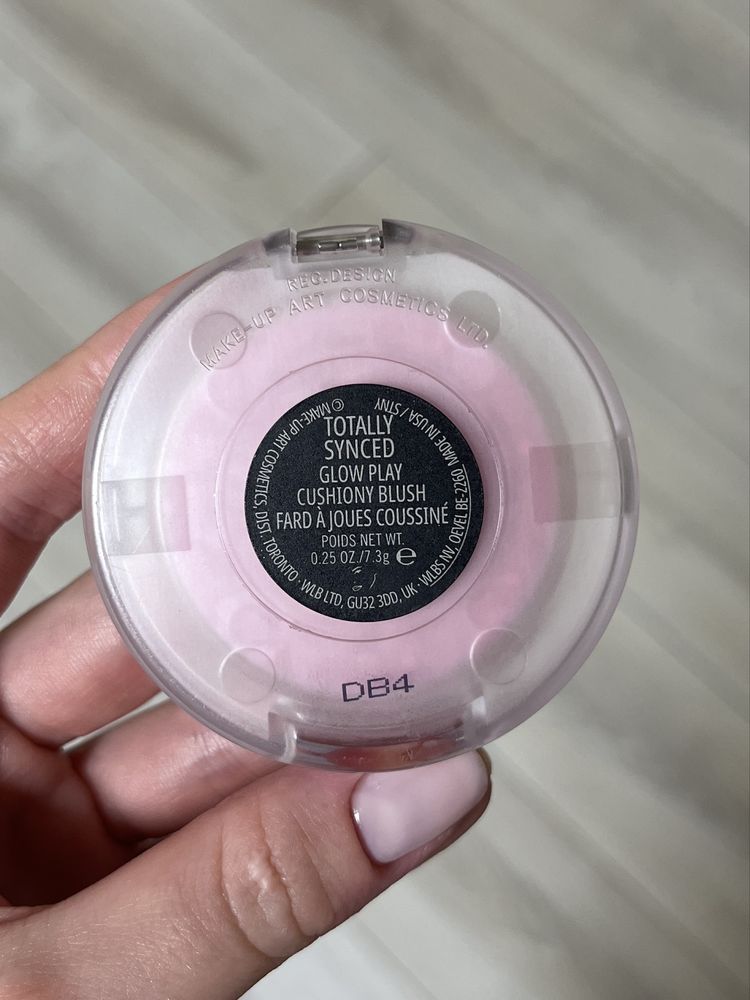 REG.DESIGN
MAKE-UP ART COSMETICS LTD.
TOTALLY
SYNCED
GLOW PLAY
CUSHIONY BLUSH
FARD À JOUES COUSSINÉ
POIDS NET WT.
0.25 OZ./7.3g ℮
© MAKE-UP ART COSMETICS, DIST. TORONTO · WLB LTD, GU32 3DD, UK · WLBS NV, OEVEL BE-2260 MADE IN USA / STNY
DB4